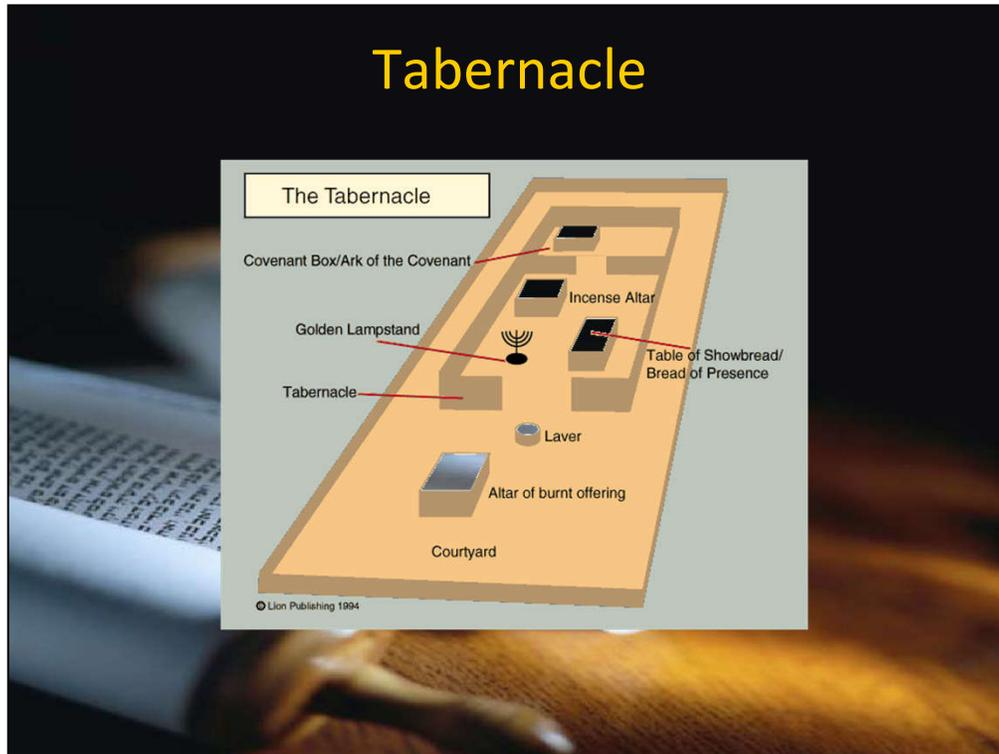 Tabernacle
The Tabernacle
Covenant Box/Ark of the Covenant
Incense Altar
Golden Lampstand
Table of Showbread/
Bread of Presence
Tabernacle
Laver
Altar of burnt offering
Courtyard
© Lion Publishing 1994